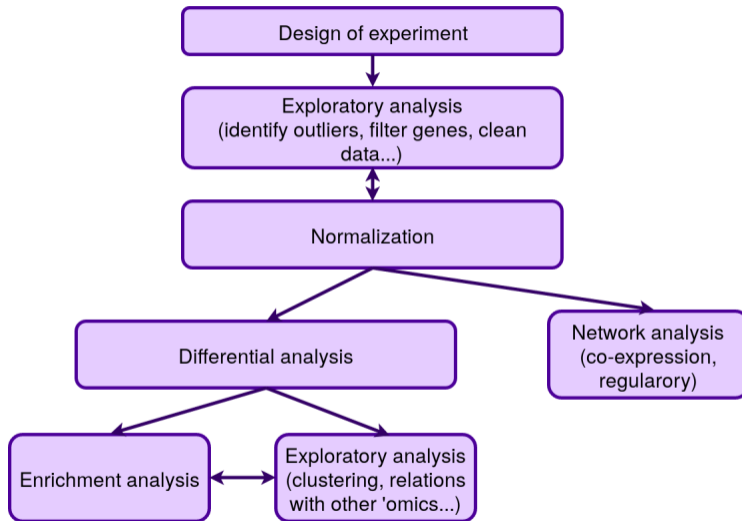 Design of experiment
Exploratory analysis
(identify outliers, filter genes, clean
data...)
Normalization
Differential analysis
Network analysis
(co-expression,
regularory)
Enrichment analysis
Exploratory analysis
(clustering, relations
with other 'omics...)